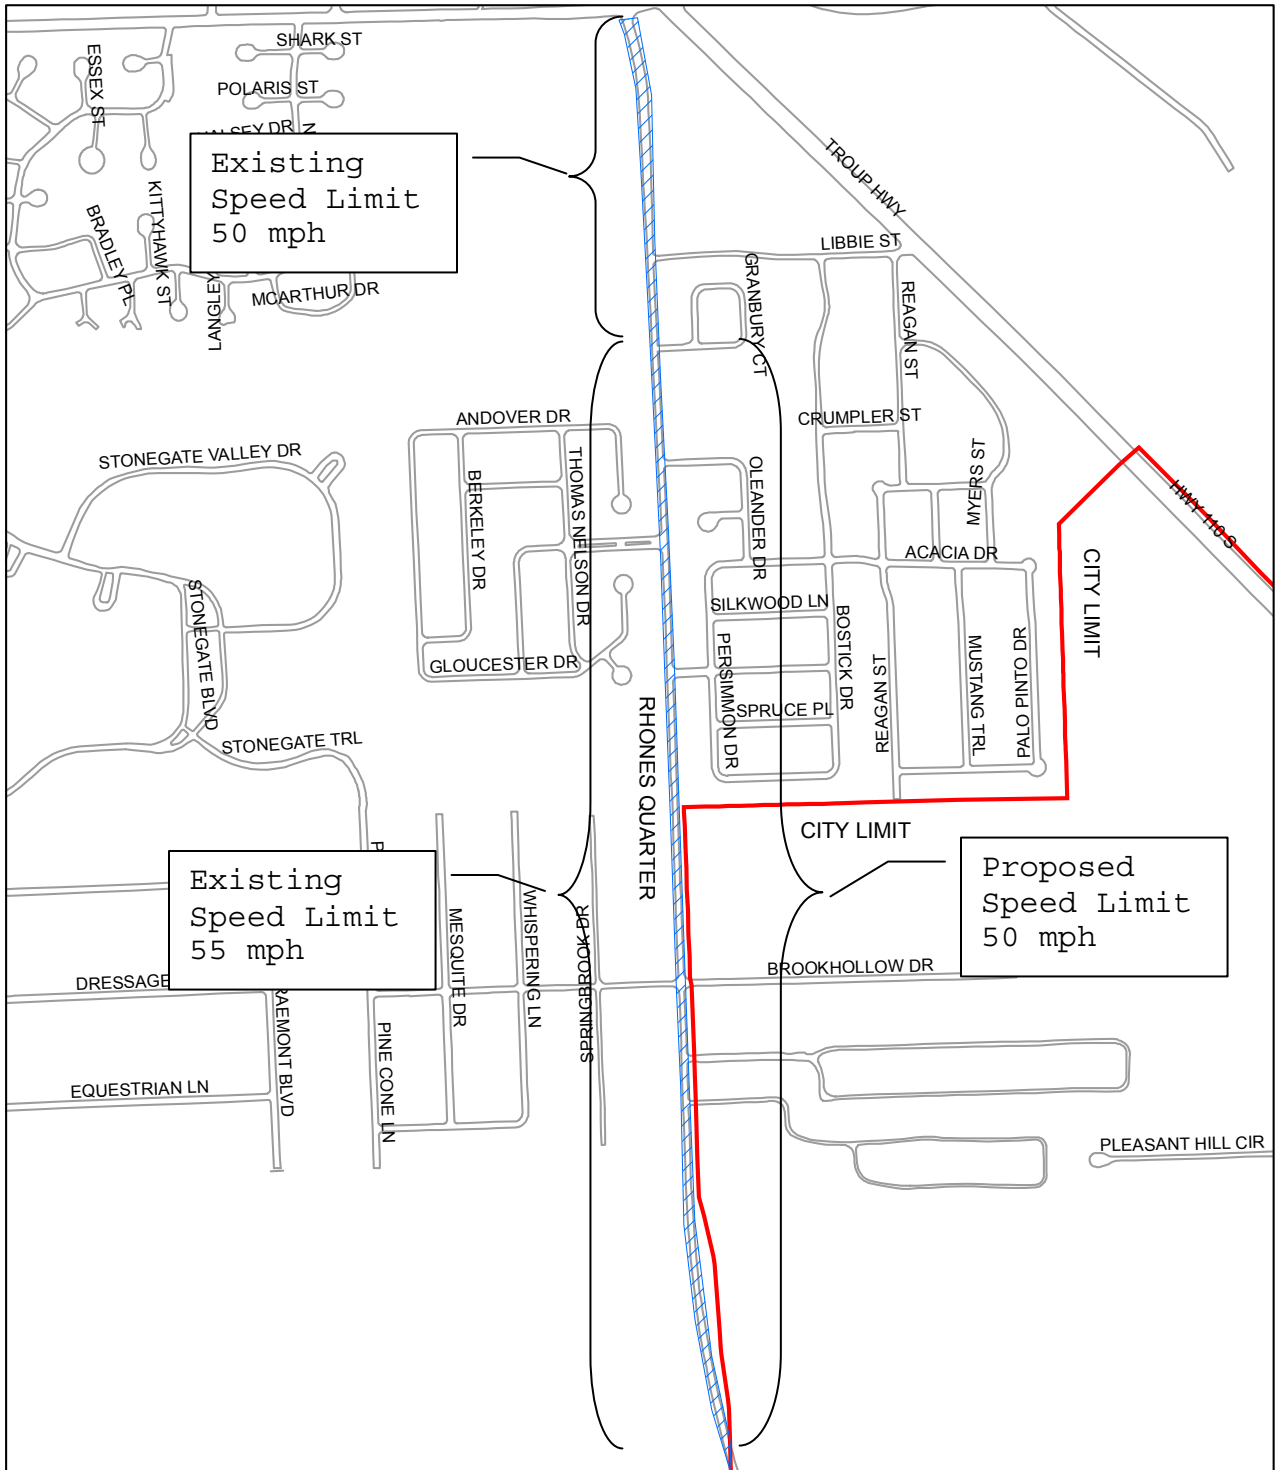 SHARK ST
ESSEX ST
POLARIS ST
Existing
Speed Limit
50 mph
TROUP HWY
KITTYHAWK ST
BRADLEY PL
LANGLEY
MCARTHUR DR
LIBBIE ST
GRANBURY CT
REAGAN ST
ANDOVER DR
CRUMPLER ST
STONEGATE VALLEY DR
THOMAS NELSON DR
BERKELEY DR
OLEANDER DR
MYERS ST
HWY 110 S
ACACIA DR
CITY LIMIT
STONEGATE BLVD
SILKWOOD LN
BOSTICK DR
PERSIMMON DR
GLOUCESTER DR
REAGAN ST
MUSTANG TRL
PALO PINTO DR
RHONES QUARTER
SPRUCE PL
STONEGATE TRL
CITY LIMIT
Existing
Speed Limit
55 mph
Proposed
Speed Limit
50 mph
MESQUITE DR
WHISPERING LN
SPRINGBROOK DR
BROOKHOLLOW DR
DRESSAGE
RAEMONT BLVD
PINE CONE LN
EQUESTRIAN LN
PLEASANT HILL CIR